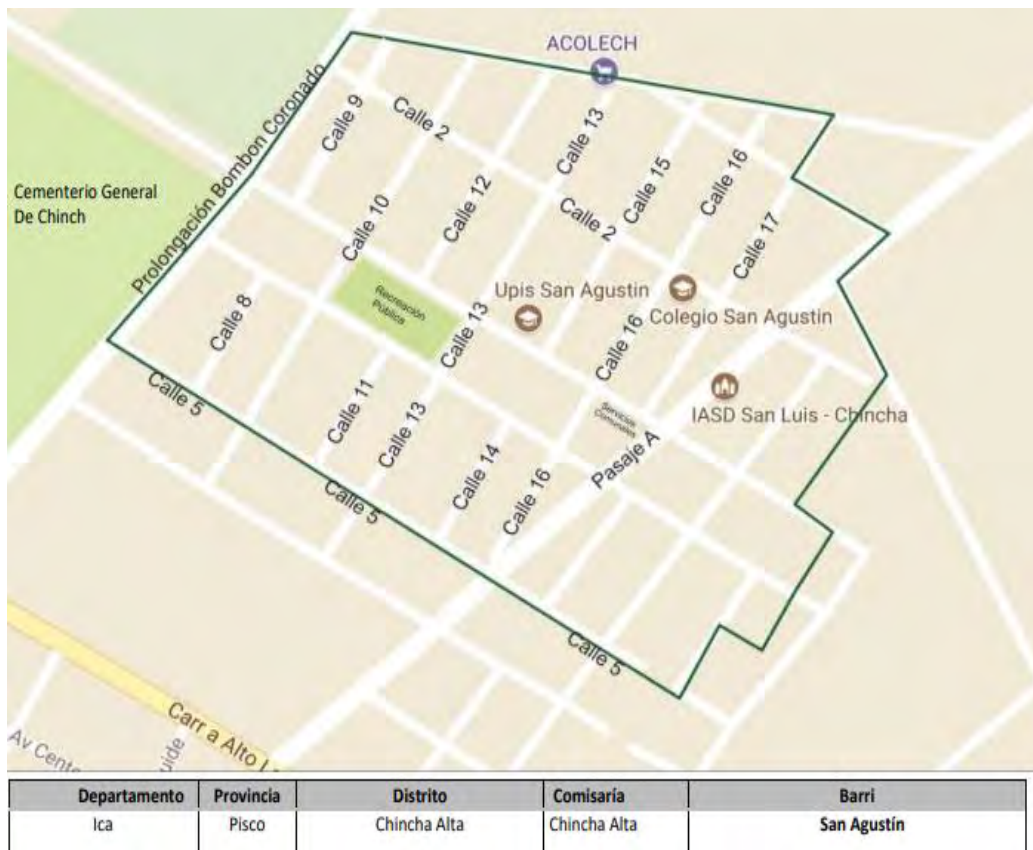 ACOLECH
Prolongación Bombon Coronado
Calle 9
Calle 2
Calle 13
Calle 15
Calle 16
Cementerio General
De Chinch
Calle 10
Calle 12
Calle 2
Calle 17
Recreación
Pública
Upis San Agustin
Colegio San Agustin
Calle 8
Calle 13
Calle 16
Calle 5
Calle 11
Calle 13
Servicios
Comunales
IASD San Luis - Chincha
Pasaje A
Calle 14
Calle 16
Calle 5
Calle 5
Carr a Alto L
Av Cente
uide
Departamento Provincia Distrito Comisaría Barri
Ica Pisco Chincha Alta Chincha Alta San Agustín